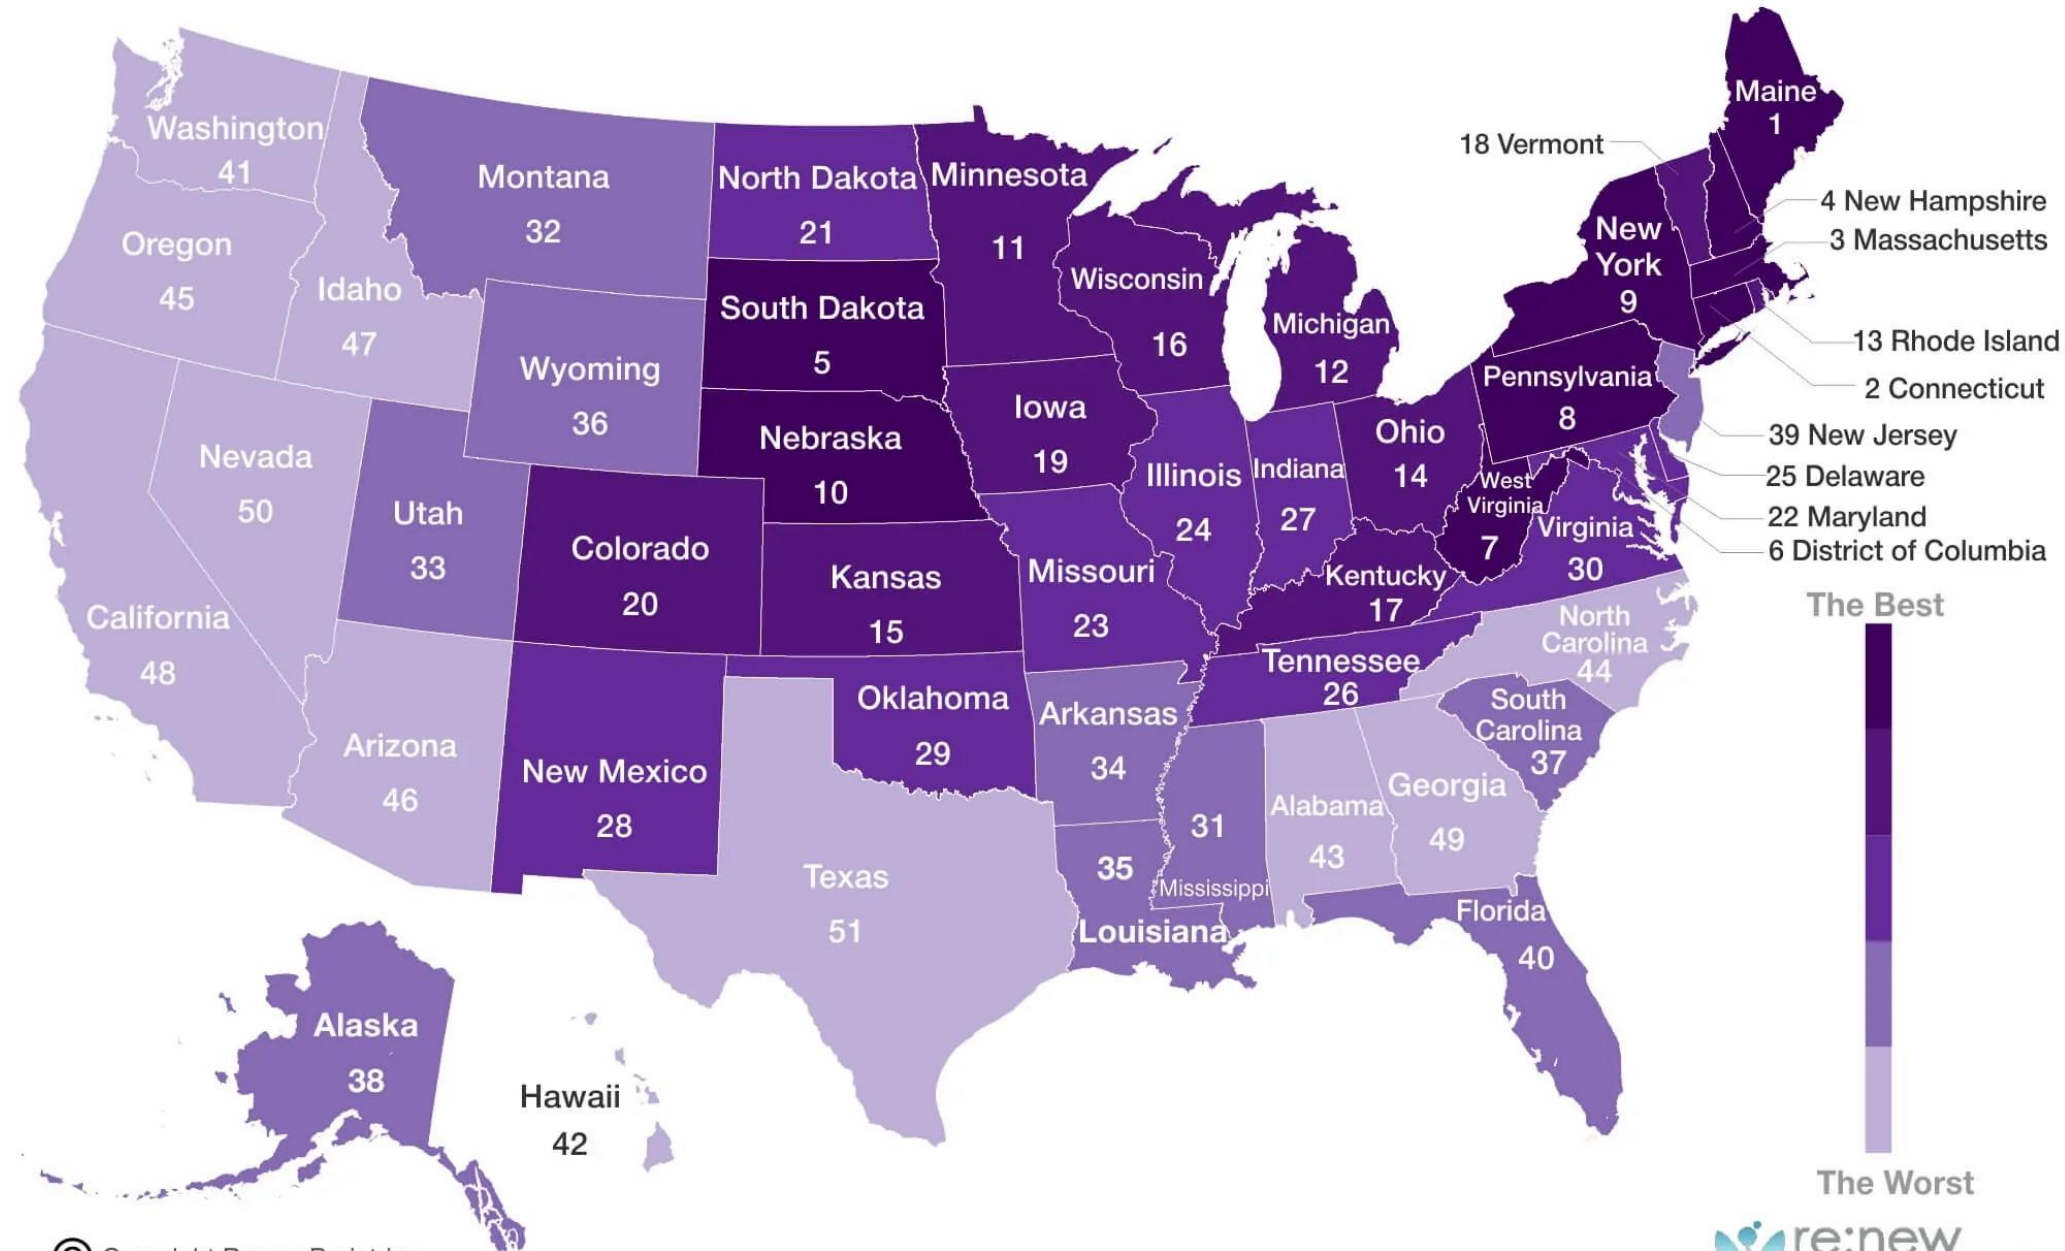 Maine
1
18 Vermont
4 New Hampshire
3 Massachusetts
13 Rhode Island
2 Connecticut
39 New Jersey
25 Delaware
22 Maryland
6 District of Columbia
Washington
41
Oregon
45
Idaho
47
Montana
32
North Dakota
21
Minnesota
11
Wisconsin
16
Michigan
12
New
York
9
South Dakota
5
Wyoming
36
Nebraska
10
Iowa
19
Illinois
24
Indiana
27
Ohio
14
Pennsylvania
8
West
Virginia
7
Virginia
30
Nevada
50
Utah
33
Colorado
20
Kansas
15
Missouri
23
Kentucky
17
California
48
Arizona
46
New Mexico
28
Oklahoma
29
Arkansas
34
Tennessee
26
North
Carolina
44
South
Carolina
37
Texas
51
35
Louisiana
31
Mississippi
Alabama
43
Georgia
49
Florida
40
Alaska
38
Hawaii
42
The Best
The Worst
re:new